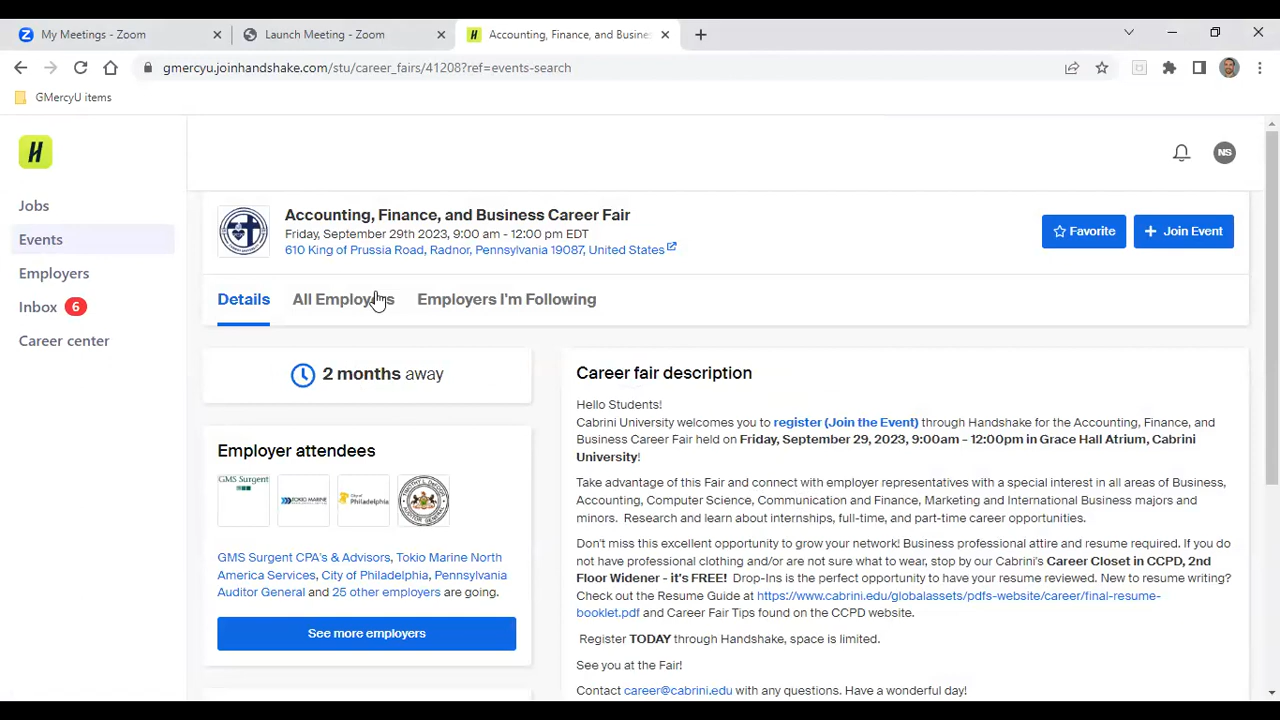 My Meetings - Zoom
Launch Meeting - Zoom
Accounting, Finance, and Busine
gmercyu.joinhandshake.com/stu/career_fairs/41208?ref=events-search
GMercyU items
H
NS
Jobs
Events
Employers
Inbox 6
Career center
Accounting, Finance, and Business Career Fair
Friday, September 29th 2023, 9:00 am - 12:00 pm EDT
610 King of Prussia Road, Radnor, Pennsylvania 19087, United States
Favorite
+ Join Event
Details
All Employers
Employers I'm Following
2 months away
Employer attendees
GMS Surgent
TOKIO MARINE
City of Philadelphia
GMS Surgent CPA's & Advisors, Tokio Marine North
America Services, City of Philadelphia, Pennsylvania
Auditor General and 25 other employers are going.
See more employers
Career fair description
Hello Students!
Cabrini University welcomes you to register (Join the Event) through Handshake for the Accounting, Finance, and
Business Career Fair held on Friday, September 29, 2023, 9:00am – 12:00pm in Grace Hall Atrium, Cabrini
University!
Take advantage of this Fair and connect with employer representatives with a special interest in all areas of Business,
Accounting, Computer Science, Communication and Finance, Marketing and International Business majors and
minors. Research and learn about internships, full-time, and part-time career opportunities.
Don't miss this excellent opportunity to grow your network! Business professional attire and resume required. If you do
not have professional clothing and/or are not sure what to wear, stop by our Cabrini's Career Closet in CCPD, 2nd
Floor Widener - it's FREE! Drop-Ins is the perfect opportunity to have your resume reviewed. New to resume writing?
Check out the Resume Guide at https://www.cabrini.edu/globalassets/pdfs-website/career/final-resume-
booklet.pdf and Career Fair Tips found on the CCPD website.
Register TODAY through Handshake, space is limited.
See you at the Fair!
Contact career@cabrini.edu with any questions. Have a wonderful day!